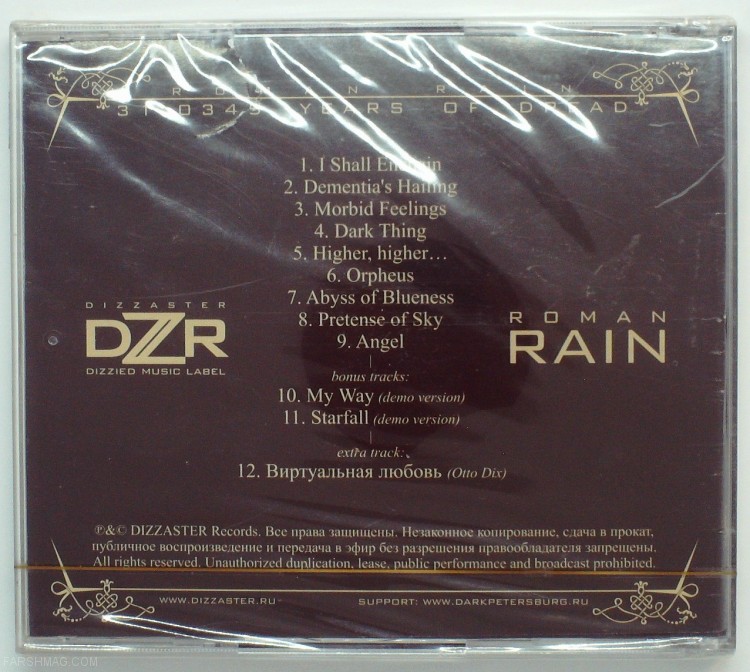 ROMAN RAIN
YEARS OF DREAD
1. I Shall
2. Dementia's Hailing
3. Morbid Feelings
4. Dark Thing
5. Higher, higher...
6. Orpheus
7. Abyss of Blueness
8. Pretense of Sky
9. Angel
bonus tracks:
10. My Way (demo version)
11. Starfall (demo version)
extra track:
12. Виртуальная любовь (Otto Dix)
DIZZASTER
DZR
DIZZIED MUSIC LABEL
ROMAN
RAIN
℗&© DIZZASTER Records. Все права защищены. Незаконное копирование, сдача в прокат,
публичное воспроизведение и передача в эфир без разрешения правообладателя запрещены.
All rights reserved. Unauthorized duplication, lease, public performance and broadcast prohibited.
WWW.DIZZASTER.RU
SUPPORT: WWW.DARKPETERSBURG.RU
FARSHMAG.COM